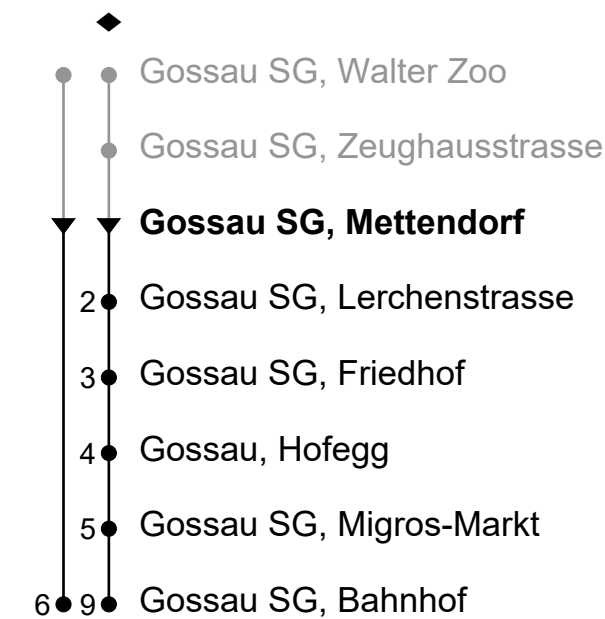 Gossau SG, Walter Zoo
Gossau SG, Zeughausstrasse
Gossau SG, Mettendorf
2 Gossau SG, Lerchenstrasse
3 Gossau SG, Friedhof
4 Gossau, Hofegg
5 Gossau SG, Migros-Markt
6 9 Gossau SG, Bahnhof